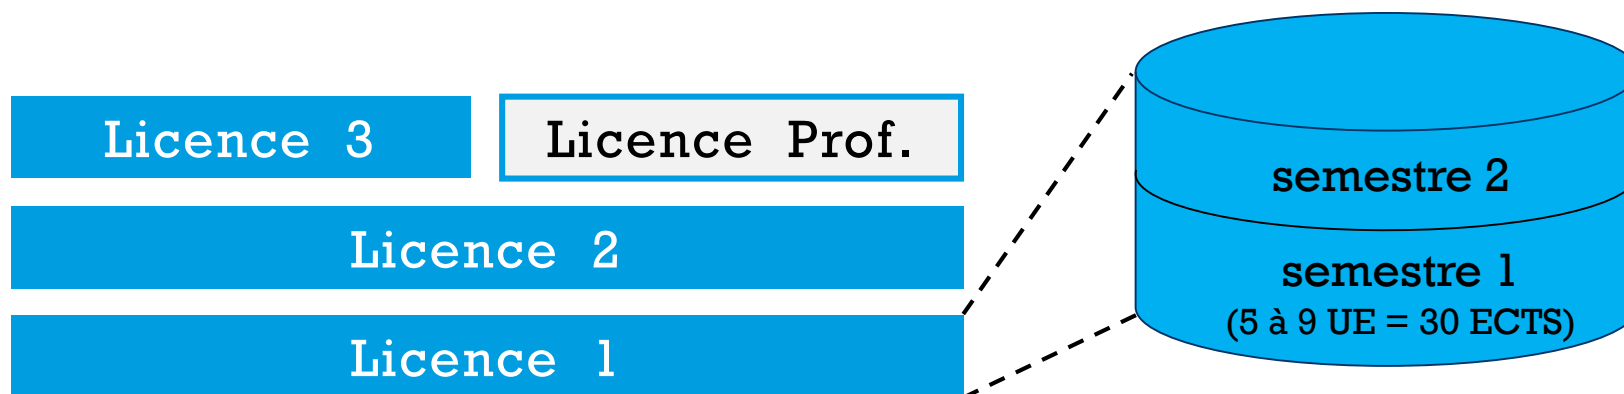 Licence 3
Licence Prof.
Licence 2
Licence 1
semestre 2
semestre 1
(5 à 9 UE = 30 ECTS)